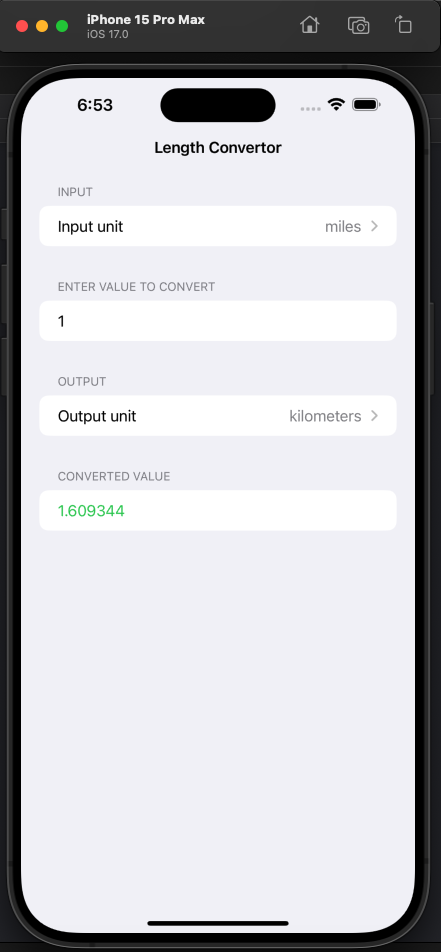 iPhone 15 Pro Max
iOS 17.0
6:53
Length Convertor
INPUT
Input unit miles
ENTER VALUE TO CONVERT
1
OUTPUT
Output unit kilometers
CONVERTED VALUE
1.609344